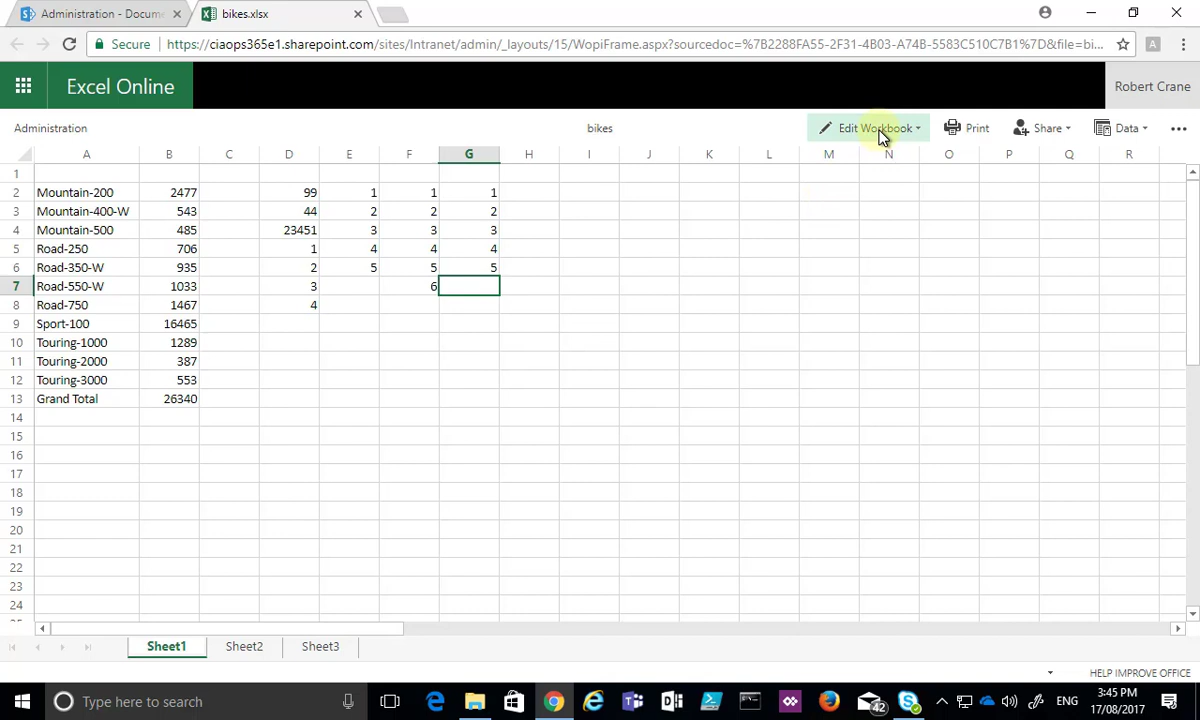 Administration - Docum
bikes.xlsx
Secure
https://ciaops365e1.sharepoint.com/sites/Intranet/admin/_layouts/15/WopiFrame.aspx?sourcedoc=%7B2288FA55-2F31-4B03-A74B-5583C510C7B1%7D&file=bi...
A
Excel Online
Robert Crane
Administration
bikes
Edit Workbook
Print
Share
Data
A B C D E F G H I J K L M N O P Q R
1
2 Mountain-200 2477 99 1 1 1
3 Mountain-400-W 543 44 2 2 2
4 Mountain-500 485 23451 3 3 3
5 Road-250 706 1 4 4 4
6 Road-350-W 935 2 5 5 5
7 Road-550-W 1033 3 6
8 Road-750 1467 4
9 Sport-100 16465
10 Touring-1000 1289
11 Touring-2000 387
12 Touring-3000 553
13 Grand Total 26340
14
15
16
17
18
19
20
21
22
23
24
Sheet1 Sheet2 Sheet3
HELP IMPROVE OFFICE
Type here to search
42
ENG
3:45 PM
17/08/2017